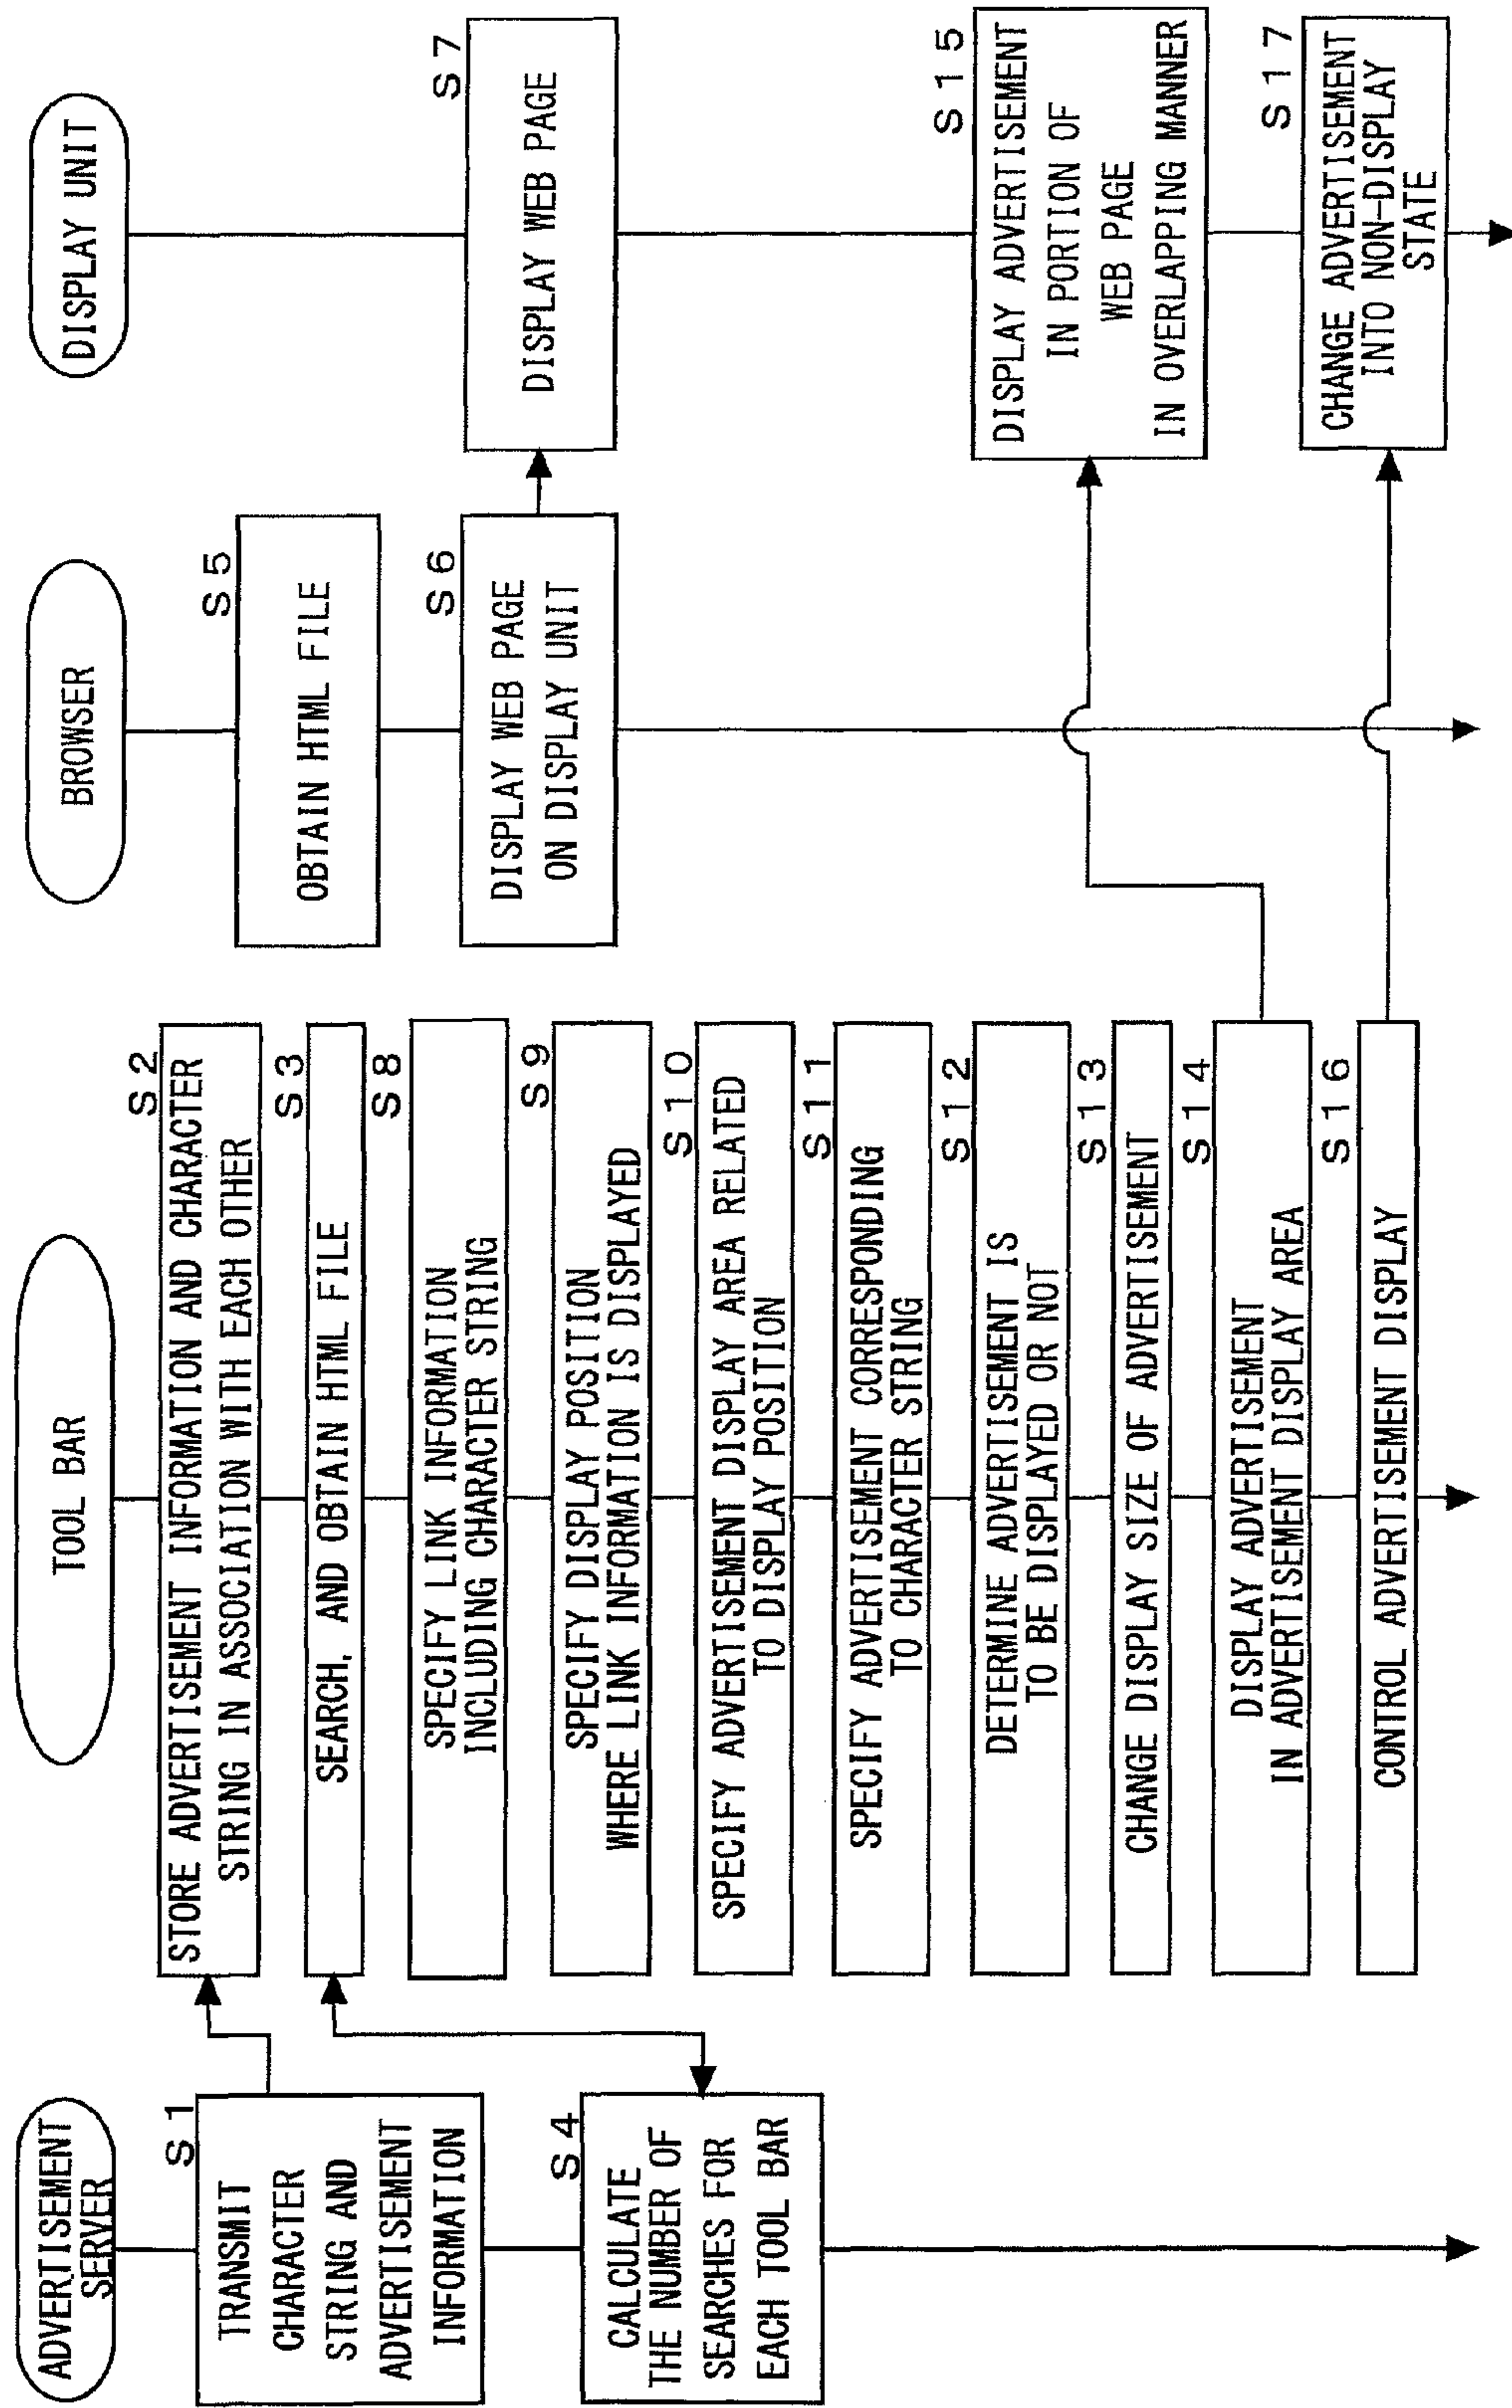 ADVERTISEMENT
SERVER
S1
TRANSMIT
CHARACTER
STRING AND
ADVERTISEMENT
INFORMATION
S4
CALCULATE
THE NUMBER OF
SEARCHES FOR
EACH TOOL BAR
TOOL BAR
S2
STORE ADVERTISEMENT INFORMATION AND CHARACTER
STRING IN ASSOCIATION WITH EACH OTHER
S3
SEARCH, AND OBTAIN HTML FILE
S8
SPECIFY LINK INFORMATION
INCLUDING CHARACTER STRING
S9
SPECIFY DISPLAY POSITION
WHERE LINK INFORMATION IS DISPLAYED
S10
SPECIFY ADVERTISEMENT DISPLAY AREA RELATED
TO DISPLAY POSITION
S11
SPECIFY ADVERTISEMENT CORRESPONDING
TO CHARACTER STRING
S12
DETERMINE ADVERTISEMENT IS
TO BE DISPLAYED OR NOT
S13
CHANGE DISPLAY SIZE OF ADVERTISEMENT
S14
DISPLAY ADVERTISEMENT
IN ADVERTISEMENT DISPLAY AREA
S16
CONTROL ADVERTISEMENT DISPLAY
BROWSER
S5
OBTAIN HTML FILE
S6
DISPLAY WEB PAGE
ON DISPLAY UNIT
DISPLAY UNIT
S7
DISPLAY WEB PAGE
S15
DISPLAY ADVERTISEMENT
IN PORTION OF
WEB PAGE
IN OVERLAPPING MANNER
S17
CHANGE ADVERTISEMENT
INTO NON-DISPLAY
STATE